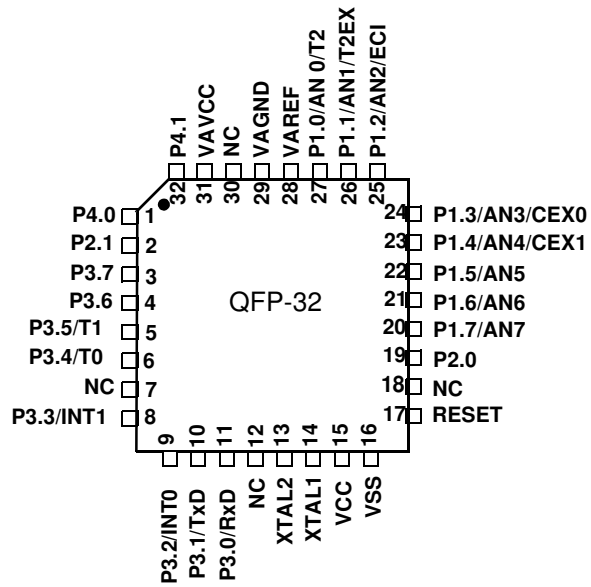 P4.1
VAVCC
NC
VAGND
VAREF
P1.0/AN 0/T2
P1.1/AN1/T2EX
P1.2/AN2/ECI
32
31
30
29
28
27
26
25
P4.0 1
P2.1 2
P3.7 3
P3.6 4
P3.5/T1 5
P3.4/T0 6
NC 7
P3.3/INT1 8
QFP-32
24 P1.3/AN3/CEX0
23 P1.4/AN4/CEX1
22 P1.5/AN5
21 P1.6/AN6
20 P1.7/AN7
19 P2.0
18 NC
17 RESET
9
10
11
12
13
14
15
16
P3.2/INT0
P3.1/TxD
P3.0/RxD
NC
XTAL2
XTAL1
VCC
VSS